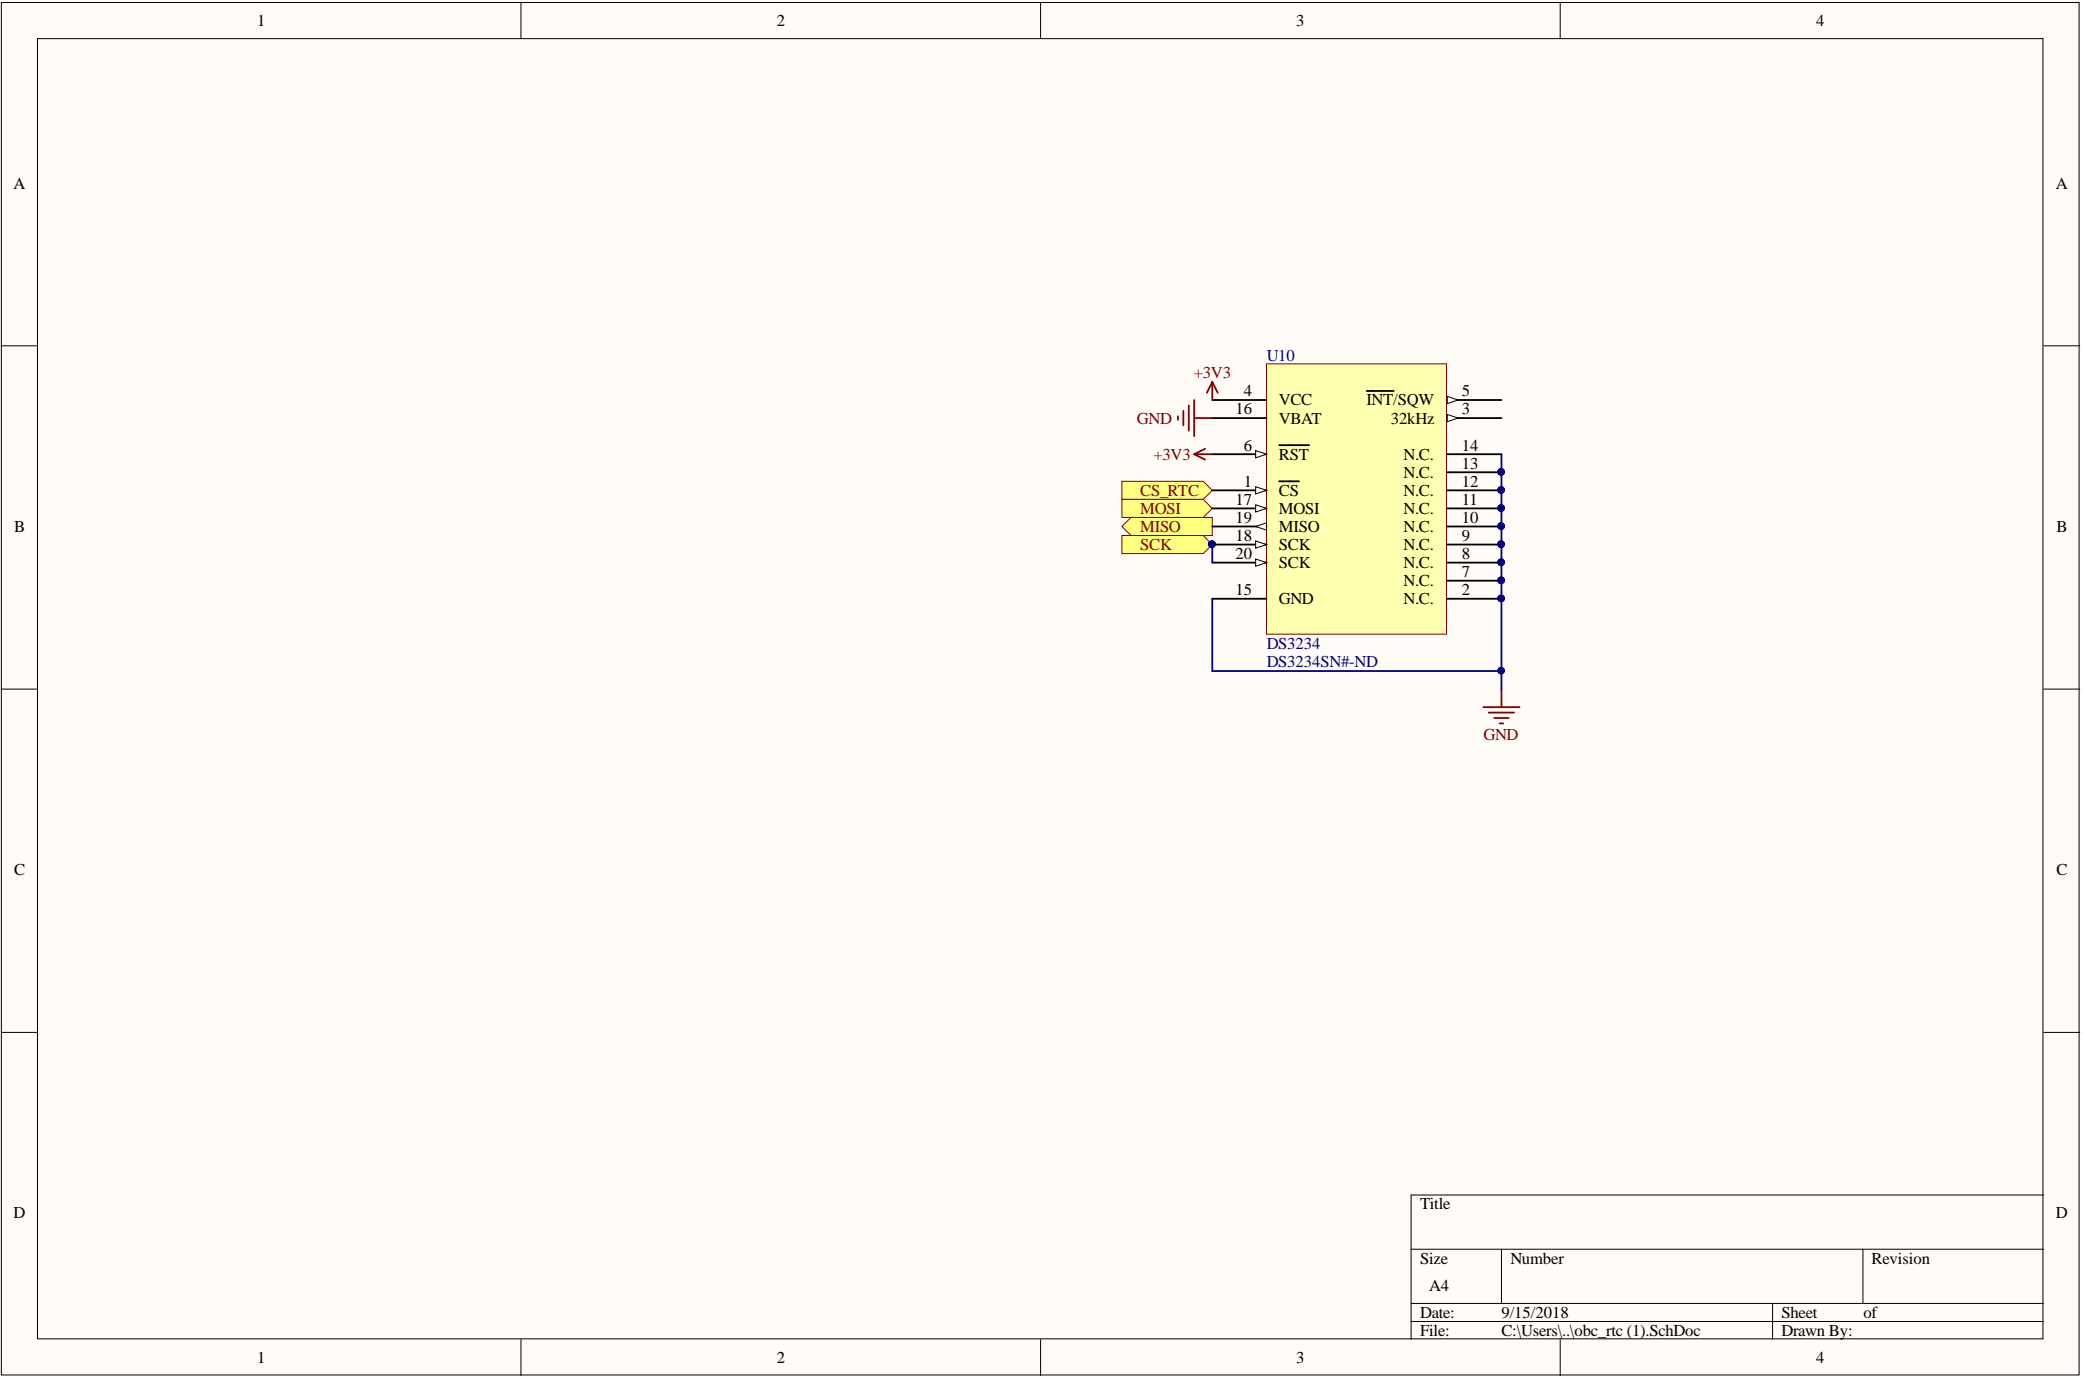 1 2 3 4
A A
U10
+3V3
4 VCC INT/SQW 5
GND 16 VBAT 32kHz 3
+3V3 6 RST N.C. 14
N.C. 13
CS_RTC 1 CS N.C. 12
MOSI 17 MOSI N.C. 11
B MISO 19 MISO N.C. 10 B
SCK 18 SCK N.C. 9
20 SCK N.C. 8
N.C. 7
15 GND N.C. 2
DS3234
DS3234SN#-ND
GND
C C
D D
Title
Size Number Revision
A4
Date: 9/15/2018 Sheet of
File: C:\Users\..\obc_rtc (1).SchDoc Drawn By:
1 2 3 4